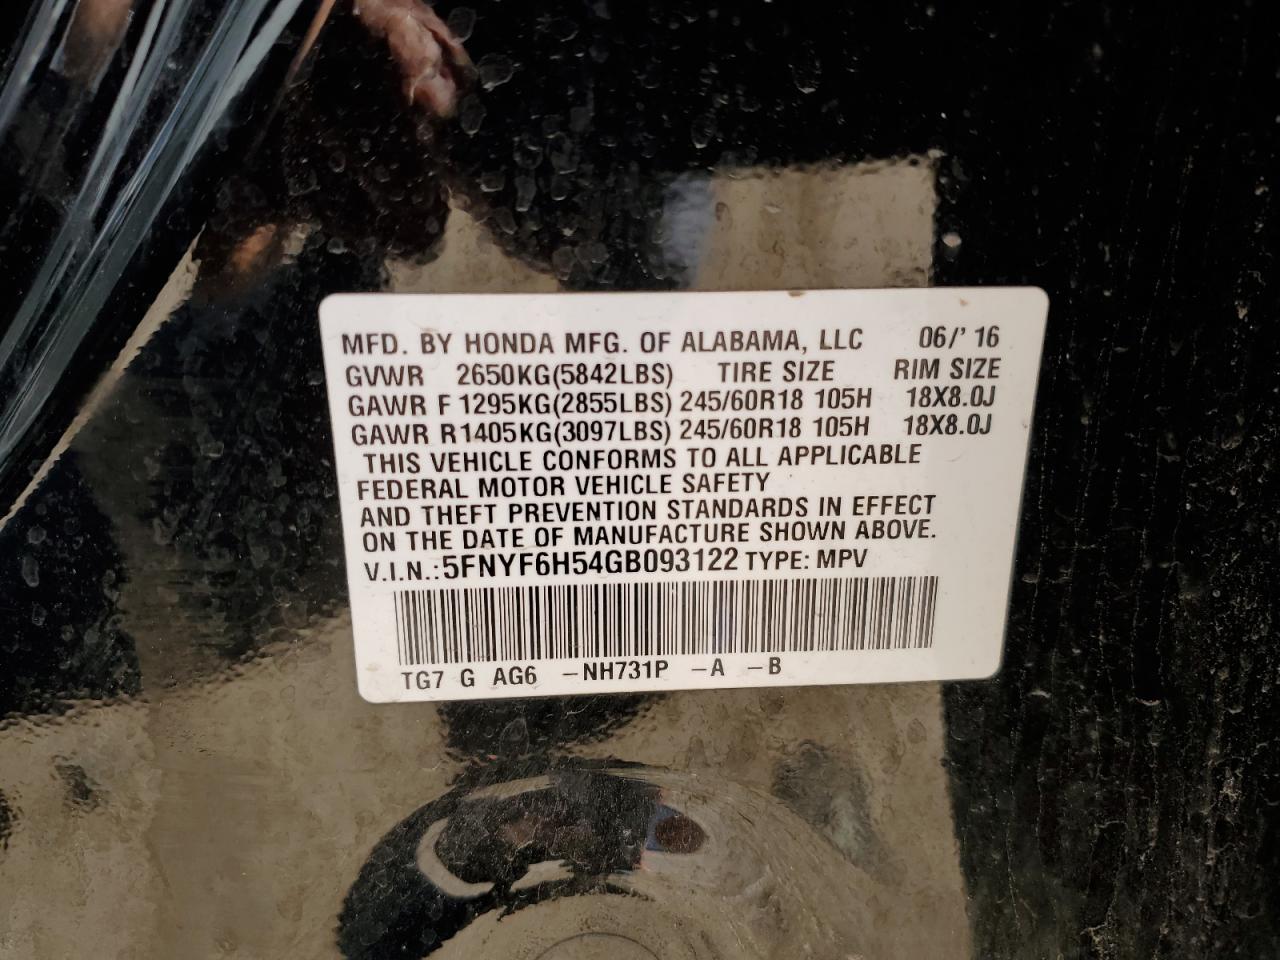 MFD. BY HONDA MFG. OF ALABAMA, LLC 06/' 16
GVWR 2650KG(5842LBS) TIRE SIZE RIM SIZE
GAWR F 1295KG(2855LBS) 245/60R18 105H 18X8.0J
GAWR R1405KG(3097LBS) 245/60R18 105H 18X8.0J
THIS VEHICLE CONFORMS TO ALL APPLICABLE
FEDERAL MOTOR VEHICLE SAFETY
AND THEFT PREVENTION STANDARDS IN EFFECT
ON THE DATE OF MANUFACTURE SHOWN ABOVE.
V.I.N.:5FNYF6H54GB093122 TYPE: MPV
TG7 G AG6 –NH731P –A –B